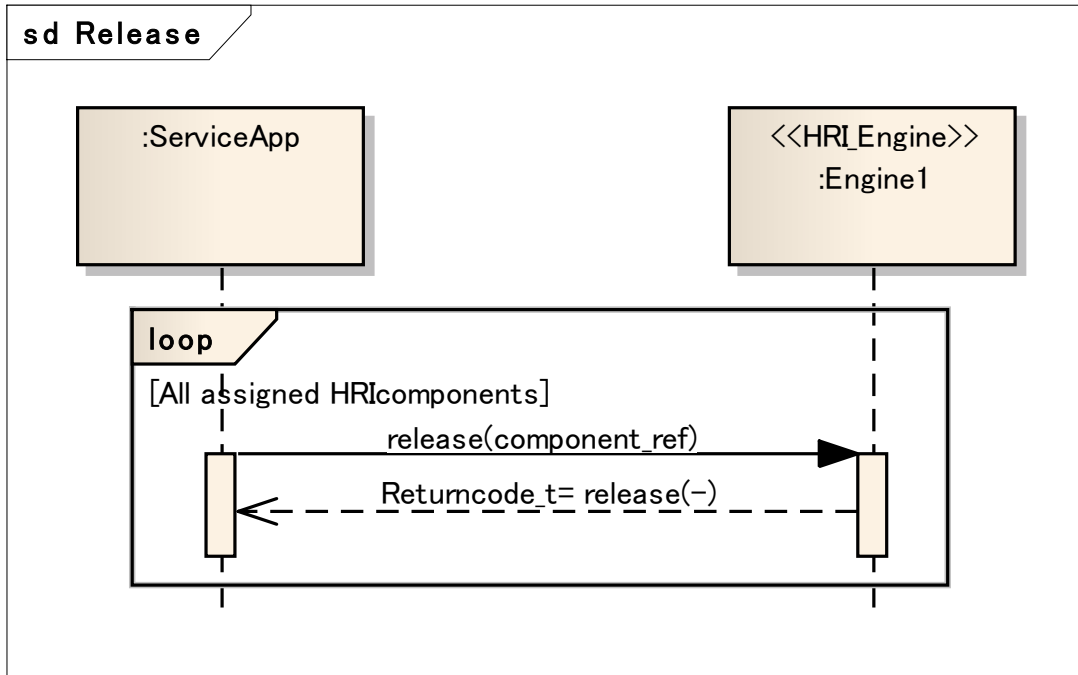 sd Release
:ServiceApp
<<HRI_Engine>>
:Engine1
loop
[All assigned HRIcomponents]
release(component_ref)
Returncode_t= release(-)